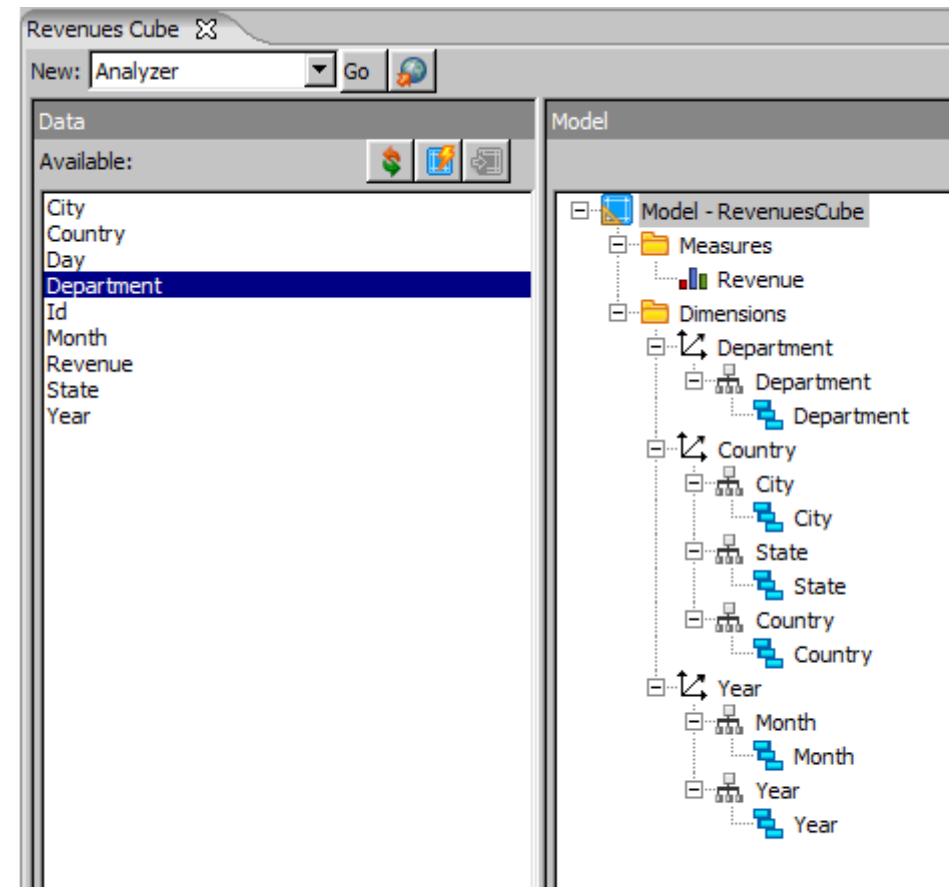 Revenues Cube
New: Analyzer Go
Data
Available:
City
Country
Day
Department
Id
Month
Revenue
State
Year
Model
Model - RevenuesCube
Measures
Revenue
Dimensions
Department
Department
Department
Country
City
City
State
State
Country
Country
Year
Month
Month
Year
Year